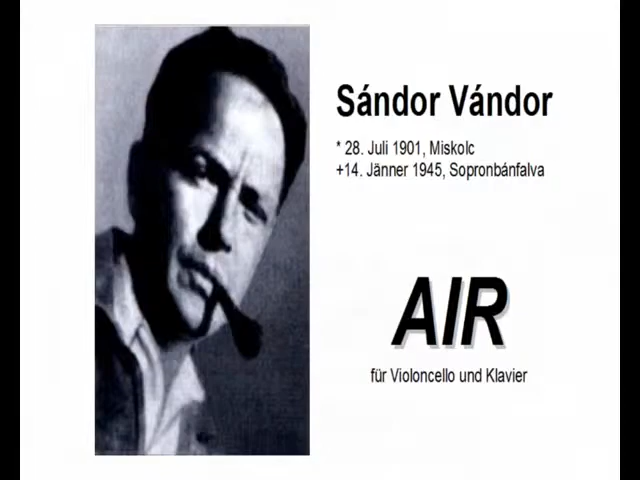 Sándor Vándor
* 28. Juli 1901, Miskolc
+14. Jänner 1945, Sopronbánfalva
AIR
für Violoncello und Klavier